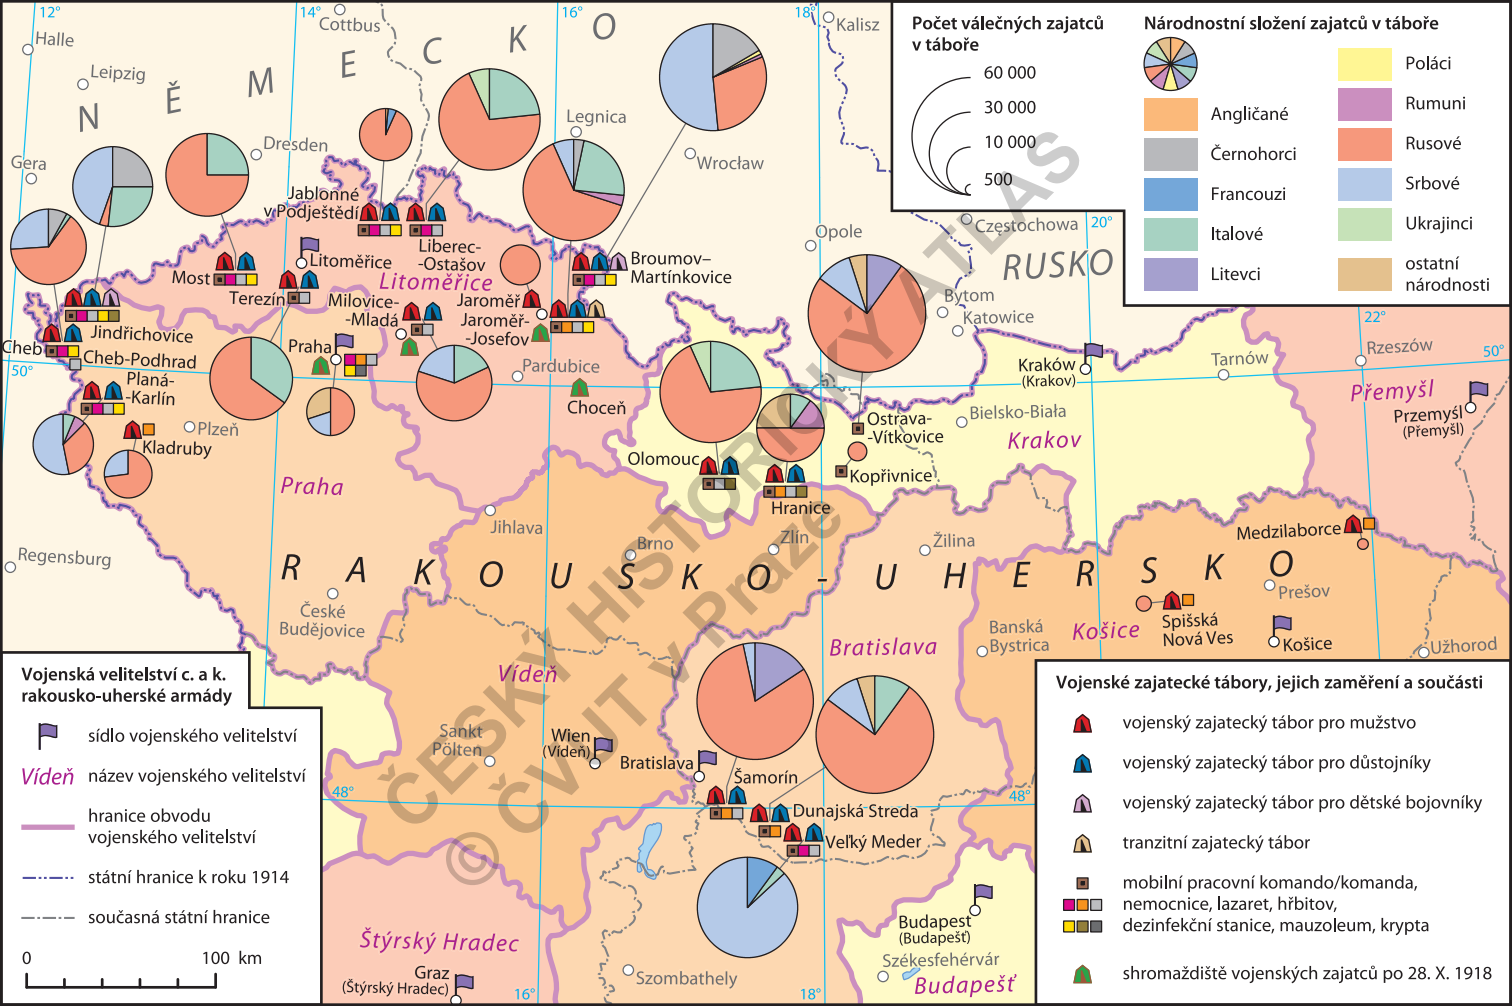 12°
14°
16°
18°
Halle
Leipzig
Cottbus
Kalisz
NĚMECKO
Gera
Dresden
Legnica
Wrocław
Opole
Częstochowa
20°
RUSKO
Bytom
Katowice
22°
50°
Počet válečných zajatců
v táboře
60 000
30 000
10 000
500
Národnostní složení zajatců v táboře
Angličané
Černohorci
Francouzi
Italové
Litevci
Poláci
Rumuni
Rusové
Srbové
Ukrajinci
ostatní
národnosti
Jablonné
v Podještědí
Liberec-
-Ostašov
Broumov–
Martínkovice
Most
Litoměřice
Litoměřice
Terezín
Milovice-
-Mladá
Jaroměř
Jaroměř-
-Josefov
Jindřichovice
Cheb
Cheb-Podhrad
50°
Planá-
-Karlín
Praha
Pardubice
Choceň
Plzeň
Kladruby
Praha
Olomouc
Hranice
Ostrava-
-Vítkovice
Kopřivnice
Kraków
(Krakov)
Tarnów
Rzeszów
Bielsko-Biała
Krakov
Přemyšl
Przemyśl
(Přemyšl)
Jihlava
Brno
Zlín
Žilina
Medzilaborce
Regensburg
RAKOUSKO-UHERSKO
České
Budějovice
Prešov
Banská
Bystrica
Košice
Spišská
Nová Ves
Košice
Užhorod
Vídeň
Bratislava
Sankt
Pölten
Wien
(Vídeň)
Bratislava
Šamorín
Dunajská Streda
Veľký Meder
48°
48°
Štýrský Hradec
Graz
(Štýrský Hradec)
Szombathely
Budapest
(Budapešť)
Székesfehérvár
Budapešť
16°
18°
Vojenská velitelství c. a k.
rakousko-uherské armády
sídlo vojenského velitelství
Vídeň název vojenského velitelství
hranice obvodu
vojenského velitelství
státní hranice k roku 1914
současná státní hranice
0 100 km
Vojenské zajatecké tábory, jejich zaměření a součásti
vojenský zajatecký tábor pro mužstvo
vojenský zajatecký tábor pro důstojníky
vojenský zajatecký tábor pro dětské bojovníky
tranzitní zajatecký tábor
mobilní pracovní komando/komanda,
nemocnice, lazaret, hřbitov,
dezinfekční stanice, mauzoleum, krypta
shromaždiště vojenských zajatců po 28. X. 1918
ČESKÝ HISTORICKÝ ATLAS
© ČVUT v Praze